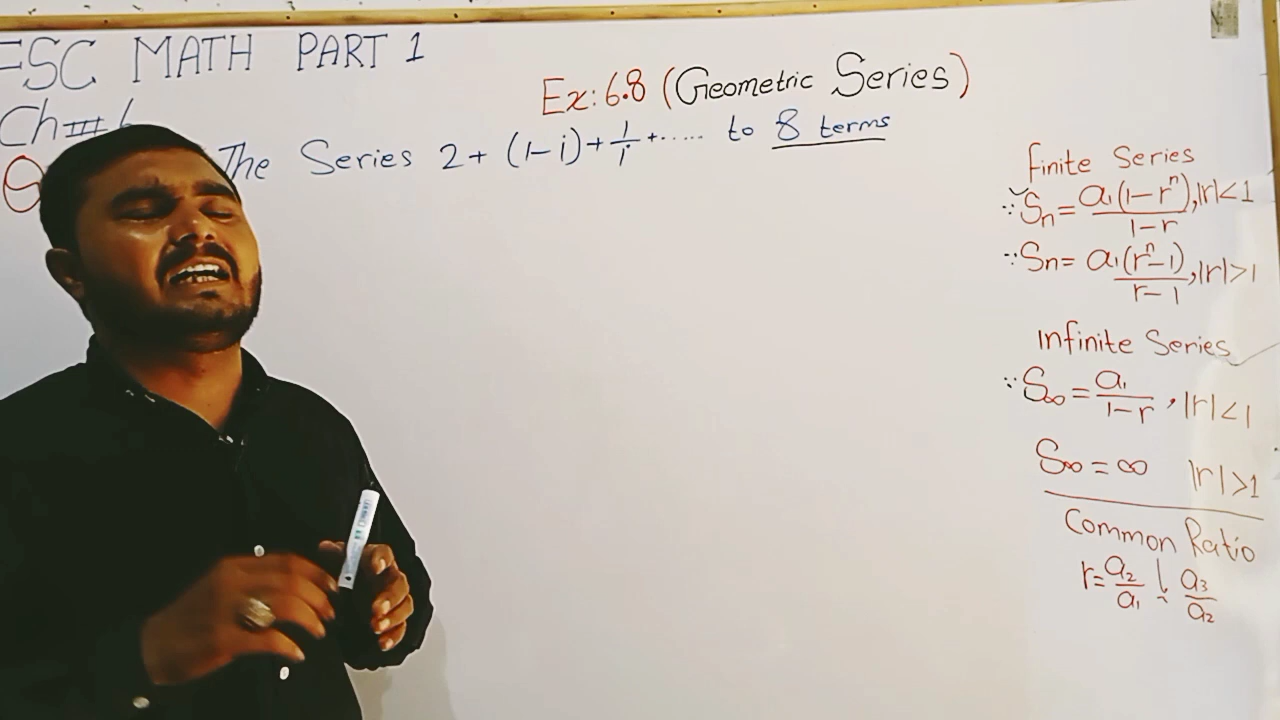 FSC MATH PART 1
Ch# 6
Ex: 6.8 (Geometric Series)
Q
The Series 2 + (1-i) + 1/i + ..... to 8 terms
finite Series
∵ Sn = a₁(1-rⁿ)/1-r, |r|<1
∵ Sn = a₁(rⁿ-1)/r-1, |r|>1
Infinite Series
∵ S∞ = a₁/1-r, |r|<1
S∞ = ∞ |r|>1
Common Ratio
r = a₂/a₁ a₃/a₂